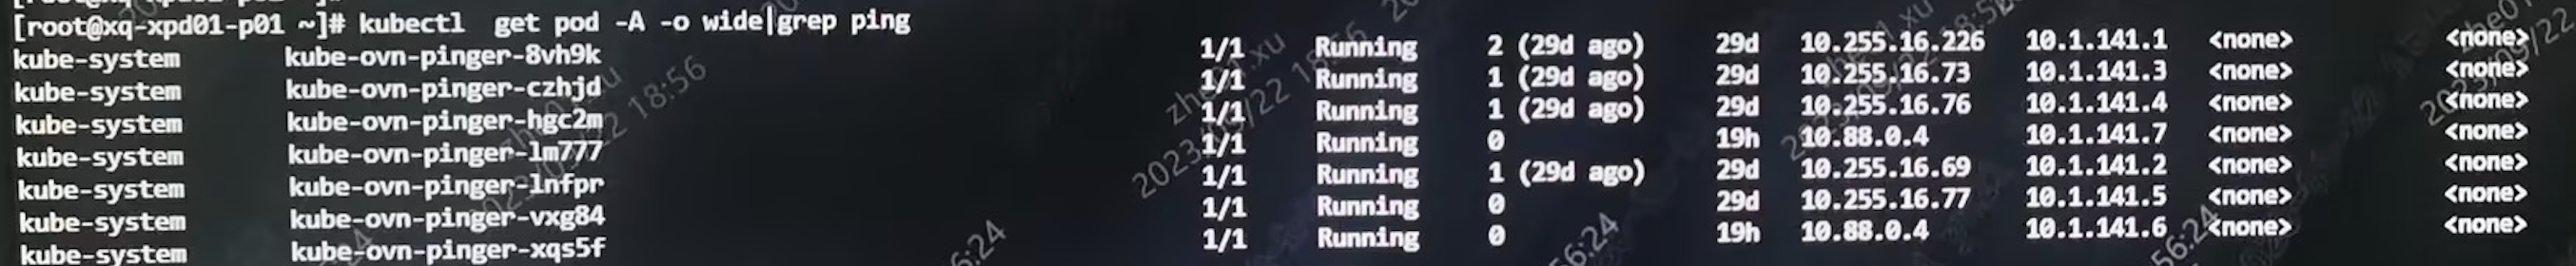 [root@xq-xpd01-p01 ~]# kubectl  get pod -A -o wide|grep ping
kube-system kube-ovn-pinger-8vh9k 1/1 Running 2 (29d ago) 29d 10.255.16.226 10.1.141.1 <none> <none>
kube-system kube-ovn-pinger-czhjd 1/1 Running 1 (29d ago) 29d 10.255.16.73 10.1.141.3 <none> <none>
kube-system kube-ovn-pinger-hgc2m 1/1 Running 1 (29d ago) 29d 10.255.16.76 10.1.141.4 <none> <none>
kube-system kube-ovn-pinger-lm777 1/1 Running 0 19h 10.88.0.4 10.1.141.7 <none> <none>
kube-system kube-ovn-pinger-lnfpr 1/1 Running 1 (29d ago) 29d 10.255.16.69 10.1.141.2 <none> <none>
kube-system kube-ovn-pinger-vxg84 1/1 Running 0 29d 10.255.16.77 10.1.141.5 <none> <none>
kube-system kube-ovn-pinger-xqs5f 1/1 Running 0 19h 10.88.0.4 10.1.141.6 <none> <none>